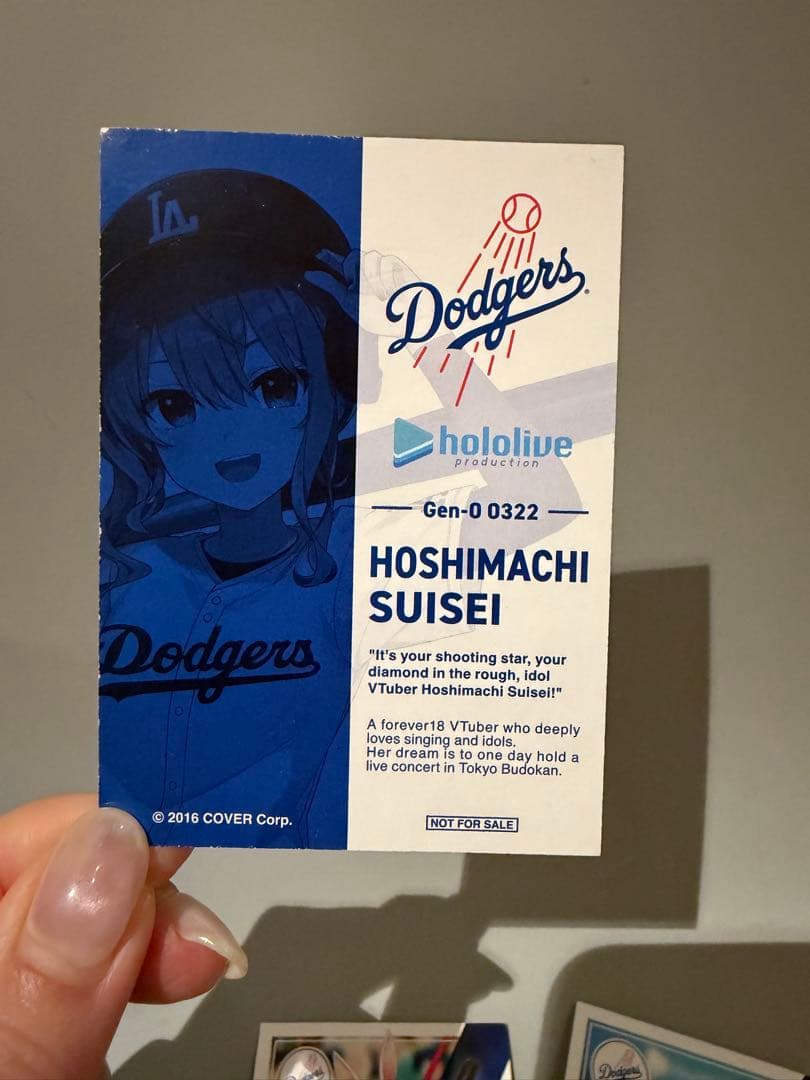 LA
Dodgers
hololive
production
Gen-0 0322
HOSHIMACHI
SUISEI
"It's your shooting star, your
diamond in the rough, idol
VTuber Hoshimachi Suisei!"
A forever18 VTuber who deeply
loves singing and idols.
Her dream is to one day hold a
live concert in Tokyo Budokan.
Dodgers
© 2016 COVER Corp.
NOT FOR SALE
Dodgers
Dodgers